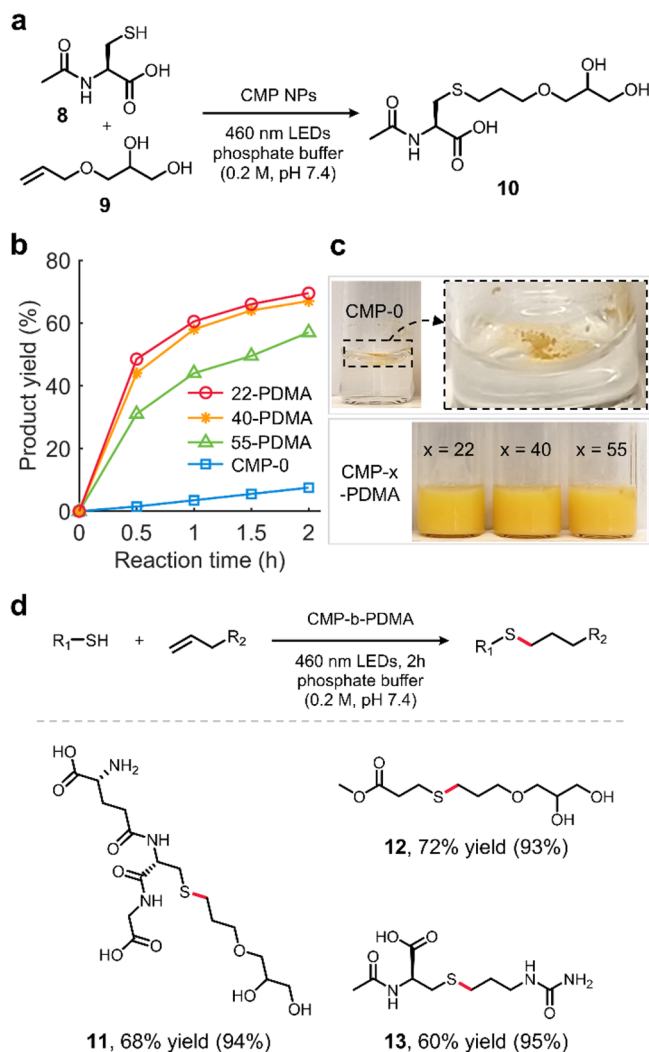 a
SH
O
N
H
OH
O
8
+
OH
O
OH
9
CMP NPs
460 nm LEDs
phosphate buffer
(0.2 M, pH 7.4)
OH
S
O
OH
O
N
H
OH
O
10
b
Product yield (%)
80
60
40
20
0
22-PDMA
40-PDMA
55-PDMA
CMP-0
0 0.5 1 1.5 2
Reaction time (h)
c
CMP-0
CMP-x
-PDMA
x = 22 x = 40 x = 55
d
R1-SH + R2
CMP-b-PDMA
460 nm LEDs, 2h
phosphate buffer
(0.2 M, pH 7.4)
R1 S R2
HO NH2
O
O
N
H
O
NH
S
O
HO
O
HO
OH
11, 68% yield (94%)
O
O
S
O
OH
OH
12, 72% yield (93%)
HO
O
O
N
H
S
H
N
NH2
O
13, 60% yield (95%)